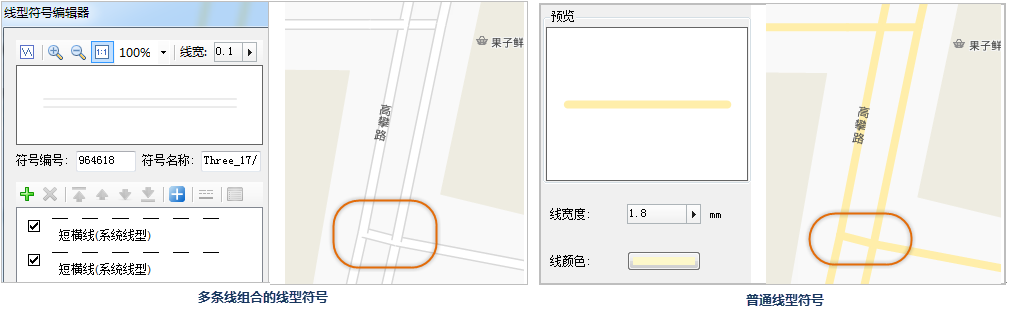 线型符号编辑器
100%
线宽:
0.1
符号编号:
964618
符号名称:
Three_17/
短横线(系统线型)
短横线(系统线型)
果子鲜
高攀路
多条线组合的线型符号
预览
线宽度:
1.8
mm
线颜色:
果子鲜
高攀路
普通线型符号